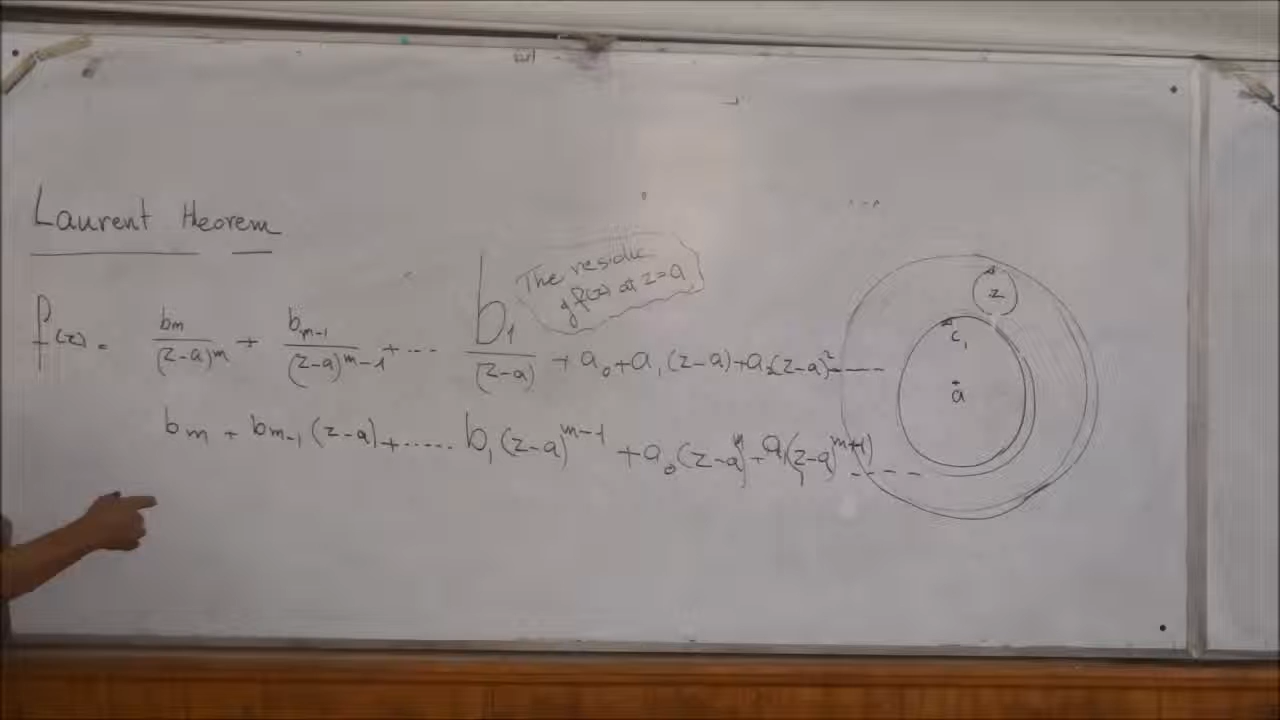 Laurent theorem
The residue
of f(z) at z=a
f(z) = bm/(z-a)^m + bm-1/(z-a)^m-1 + ... b1/(z-a) + a0 + a1(z-a) + a2(z-a)^2 -----
bm + bm-1(z-a) + ...... b1(z-a)^m-1 + a0(z-a)^m + a1(z-a)^m+1 ----
z
c1
a